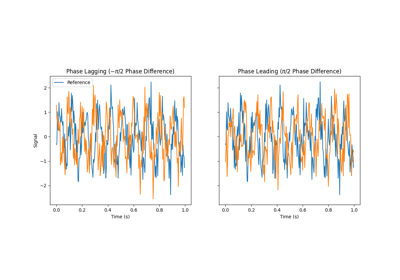 Phase Lagging (−π/2 Phase Difference)
Reference
Signal
2
1
0
−1
−2
0.0 0.2 0.4 0.6 0.8 1.0
Time (s)
Phase Leading (π/2 Phase Difference)
0.0 0.2 0.4 0.6 0.8 1.0
Time (s)